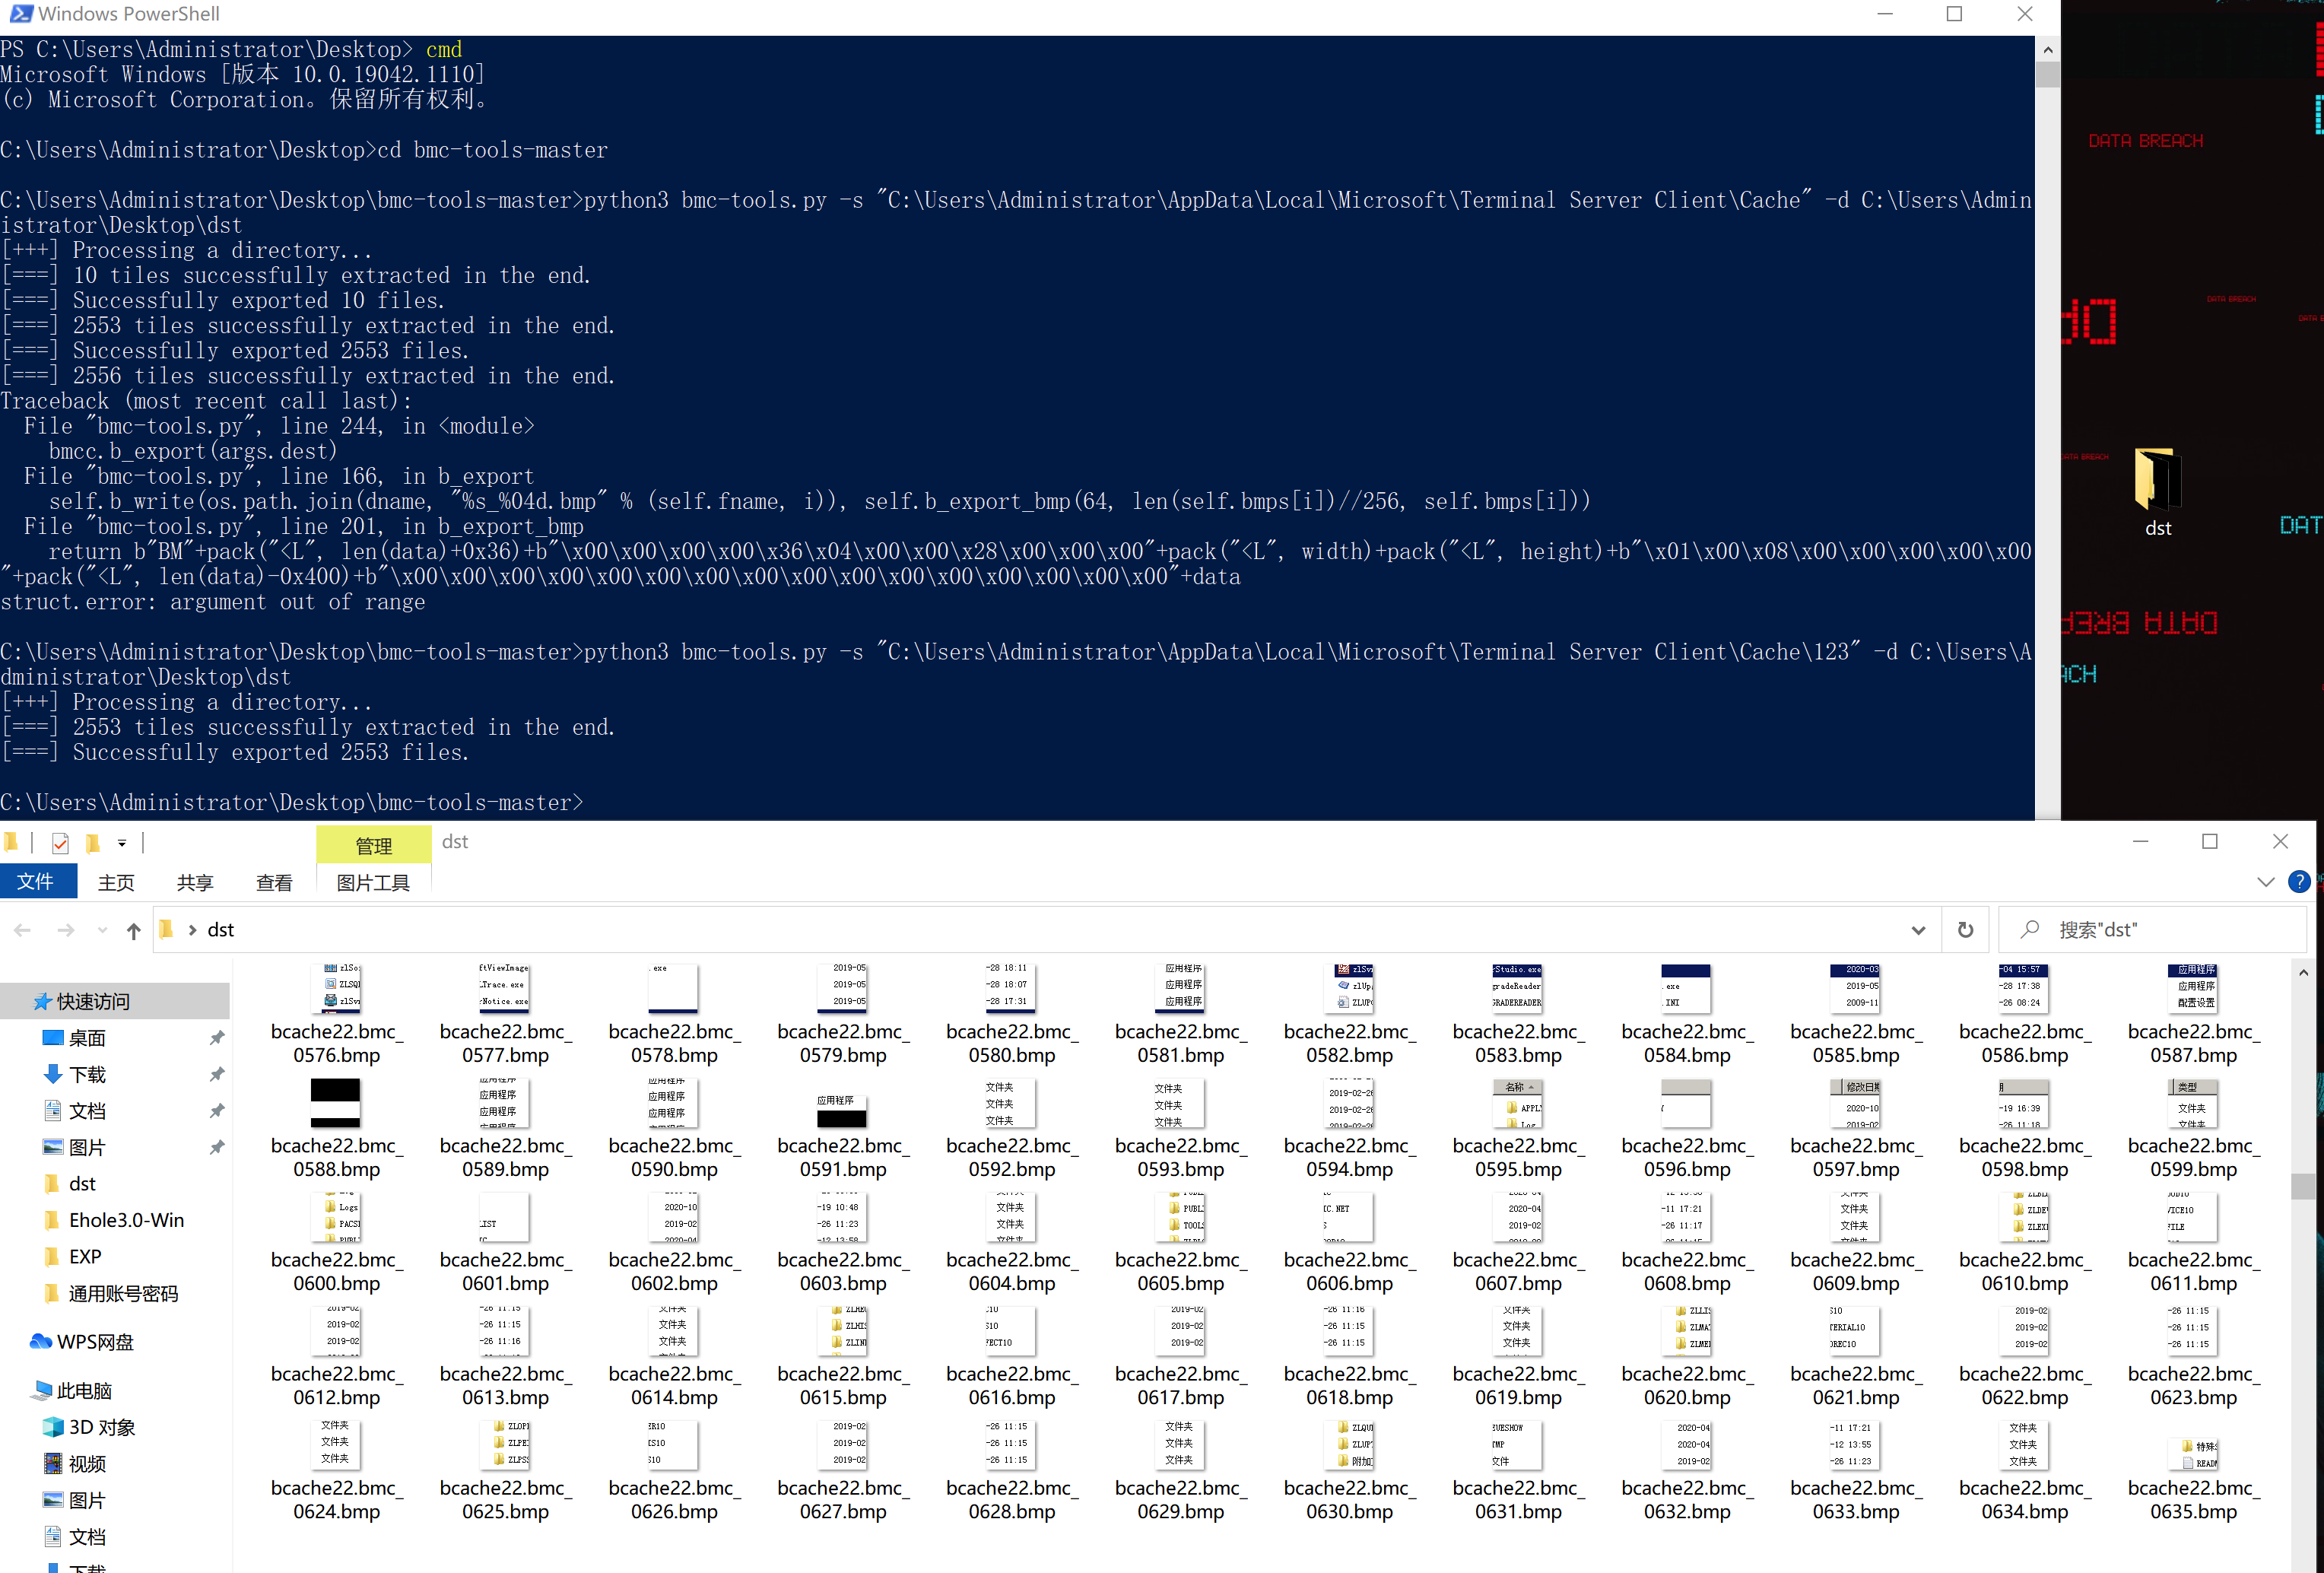 Windows PowerShell
PS C:\Users\Administrator\Desktop> cmd
Microsoft Windows [版本 10.0.19042.1110]
(c) Microsoft Corporation。保留所有权利。
C:\Users\Administrator\Desktop>cd bmc-tools-master
C:\Users\Administrator\Desktop\bmc-tools-master>python3 bmc-tools.py -s "C:\Users\Administrator\AppData\Local\Microsoft\Terminal Server Client\Cache" -d C:\Users\Admin
istrator\Desktop\dst
[+++] Processing a directory...
[===] 10 tiles successfully extracted in the end.
[===] Successfully exported 10 files.
[===] 2553 tiles successfully extracted in the end.
[===] Successfully exported 2553 files.
[===] 2556 tiles successfully extracted in the end.
Traceback (most recent call last):
File "bmc-tools.py", line 244, in <module>
bmcc.b_export(args.dest)
File "bmc-tools.py", line 166, in b_export
self.b_write(os.path.join(dname, "%s_%04d.bmp" % (self.fname, i)), self.b_export_bmp(64, len(self.bmps[i])//256, self.bmps[i]))
File "bmc-tools.py", line 201, in b_export_bmp
return b"BM"+pack("<L", len(data)+0x36)+b"\x00\x00\x00\x00\x36\x04\x00\x00\x28\x00\x00\x00"+pack("<L", width)+pack("<L", height)+b"\x01\x00\x08\x00\x00\x00\x00\x00
"+pack("<L", len(data)-0x400)+b"\x00\x00\x00\x00\x00\x00\x00\x00\x00\x00\x00\x00\x00\x00\x00\x00"+data
struct.error: argument out of range
C:\Users\Administrator\Desktop\bmc-tools-master>python3 bmc-tools.py -s "C:\Users\Administrator\AppData\Local\Microsoft\Terminal Server Client\Cache\123" -d C:\Users\A
dministrator\Desktop\dst
[+++] Processing a directory...
[===] 2553 tiles successfully extracted in the end.
[===] Successfully exported 2553 files.
C:\Users\Administrator\Desktop\bmc-tools-master>
DATA BREACH
DATA BREACH
dst
管理 dst
文件 主页 共享 查看 图片工具
dst
搜索"dst"
快速访问
桌面
下载
文档
图片
dst
Ehole3.0-Win
EXP
通用账号密码
WPS网盘
此电脑
3D 对象
视频
图片
文档
下载
bcache22.bmc_0576.bmp bcache22.bmc_0577.bmp bcache22.bmc_0578.bmp bcache22.bmc_0579.bmp bcache22.bmc_0580.bmp bcache22.bmc_0581.bmp bcache22.bmc_0582.bmp bcache22.bmc_0583.bmp bcache22.bmc_0584.bmp bcache22.bmc_0585.bmp bcache22.bmc_0586.bmp bcache22.bmc_0587.bmp
bcache22.bmc_0588.bmp bcache22.bmc_0589.bmp bcache22.bmc_0590.bmp bcache22.bmc_0591.bmp bcache22.bmc_0592.bmp bcache22.bmc_0593.bmp bcache22.bmc_0594.bmp bcache22.bmc_0595.bmp bcache22.bmc_0596.bmp bcache22.bmc_0597.bmp bcache22.bmc_0598.bmp bcache22.bmc_0599.bmp
bcache22.bmc_0600.bmp bcache22.bmc_0601.bmp bcache22.bmc_0602.bmp bcache22.bmc_0603.bmp bcache22.bmc_0604.bmp bcache22.bmc_0605.bmp bcache22.bmc_0606.bmp bcache22.bmc_0607.bmp bcache22.bmc_0608.bmp bcache22.bmc_0609.bmp bcache22.bmc_0610.bmp bcache22.bmc_0611.bmp
bcache22.bmc_0612.bmp bcache22.bmc_0613.bmp bcache22.bmc_0614.bmp bcache22.bmc_0615.bmp bcache22.bmc_0616.bmp bcache22.bmc_0617.bmp bcache22.bmc_0618.bmp bcache22.bmc_0619.bmp bcache22.bmc_0620.bmp bcache22.bmc_0621.bmp bcache22.bmc_0622.bmp bcache22.bmc_0623.bmp
bcache22.bmc_0624.bmp bcache22.bmc_0625.bmp bcache22.bmc_0626.bmp bcache22.bmc_0627.bmp bcache22.bmc_0628.bmp bcache22.bmc_0629.bmp bcache22.bmc_0630.bmp bcache22.bmc_0631.bmp bcache22.bmc_0632.bmp bcache22.bmc_0633.bmp bcache22.bmc_0634.bmp bcache22.bmc_0635.bmp